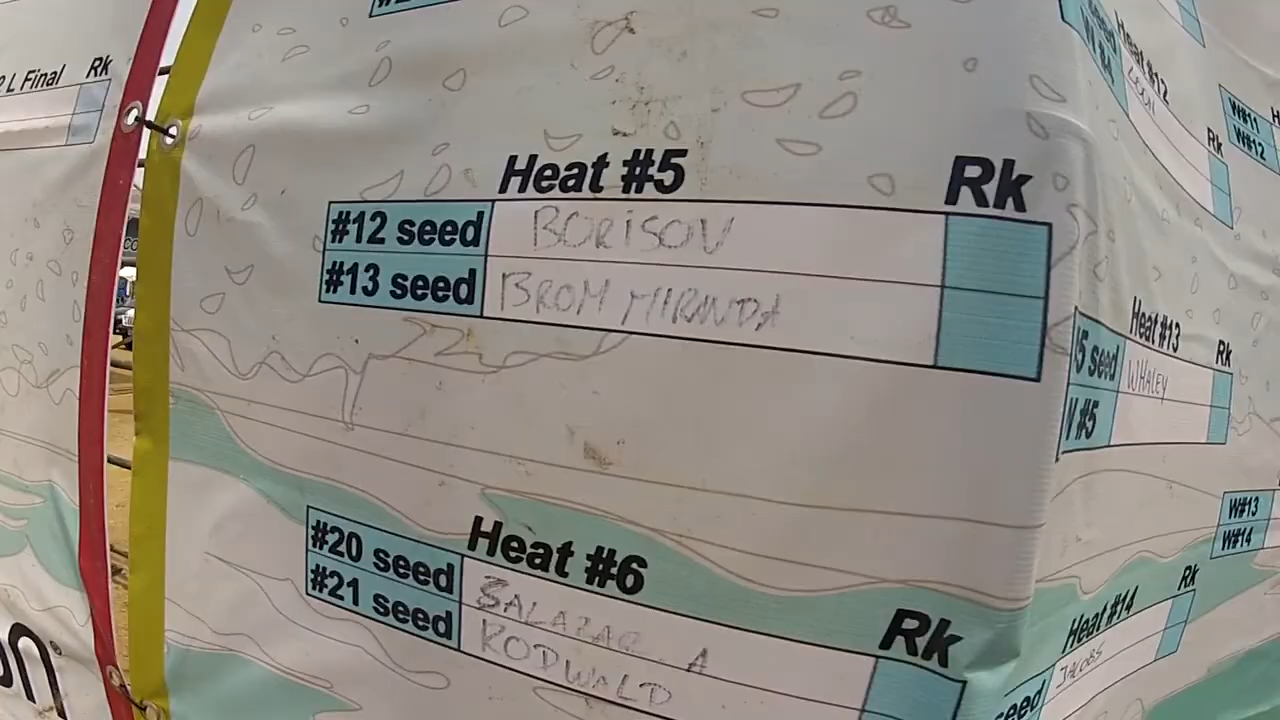 L Final Rk
Heat #5 Rk
#12 seed BORISOV
#13 seed BROM MIRANDA
Heat #6 Rk
#20 seed SALAZAR A
#21 seed RODWALD
Heat #12
Rk
W#11
W#12
Heat #13 Rk
5 seed WHALEY
#5
W#13
W#14
Heat #14 Rk
JACOBS
seed
on